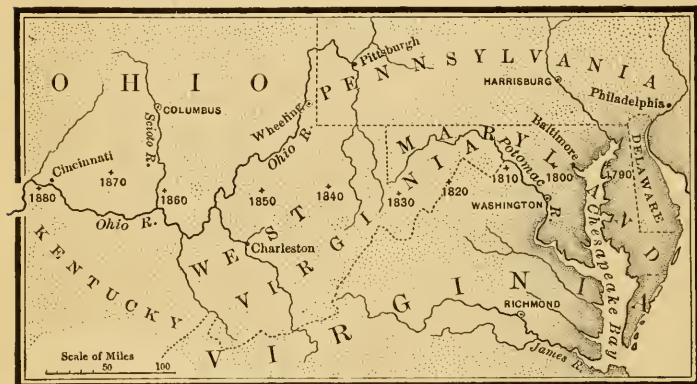 OHIO
PENNSYLVANIA
Pittsburgh
HARRISBURG
Philadelphia
COLUMBUS
Wheeling
Scioto R.
Ohio R.
MARYLAND
Baltimore
DELAWARE
Cincinnati
Potomac R.
1880
1870
1860
1850
1840
1830
1820
1810
1800
1790
WASHINGTON
Ohio R.
WEST VIRGINIA
Charleston
Chesapeake Bay
KENTUCKY
VIRGINIA
RICHMOND
James R.
Scale of Miles
50 100